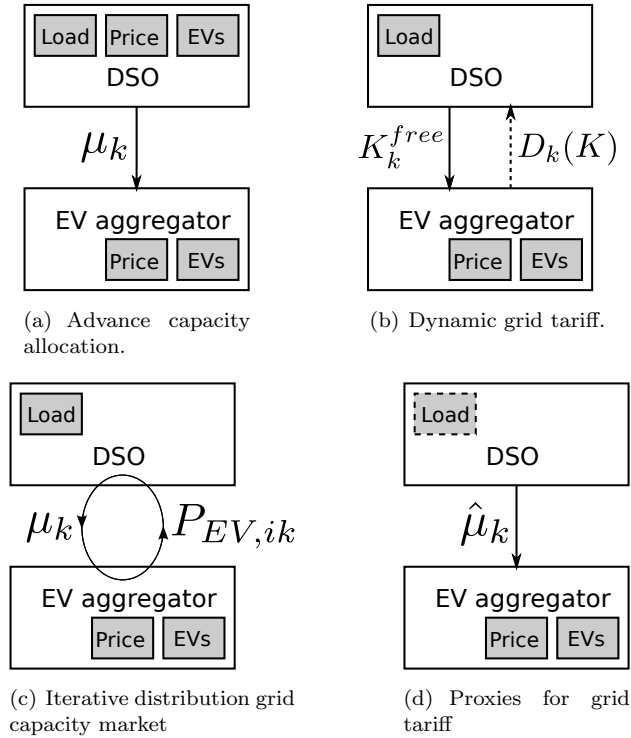 Load Price EVs
DSO
μ_k
EV aggregator
Price EVs
(a) Advance capacity
allocation.
Load
DSO
K_k^{free} D_k(K)
EV aggregator
Price EVs
(b) Dynamic grid tariff.
Load
DSO
μ_k P_{EV,ik}
EV aggregator
Price EVs
(c) Iterative distribution grid
capacity market
Load
DSO
μ̂_k
EV aggregator
Price EVs
(d) Proxies for grid
tariff